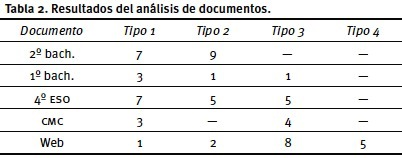 Tabla 2. Resultados del análisis de documentos.
Documento Tipo 1 Tipo 2 Tipo 3 Tipo 4
2º bach. 7 9 — —
1º bach. 3 1 1 —
4º ESO 7 5 5 —
CMC 3 — 4 —
Web 1 2 8 5